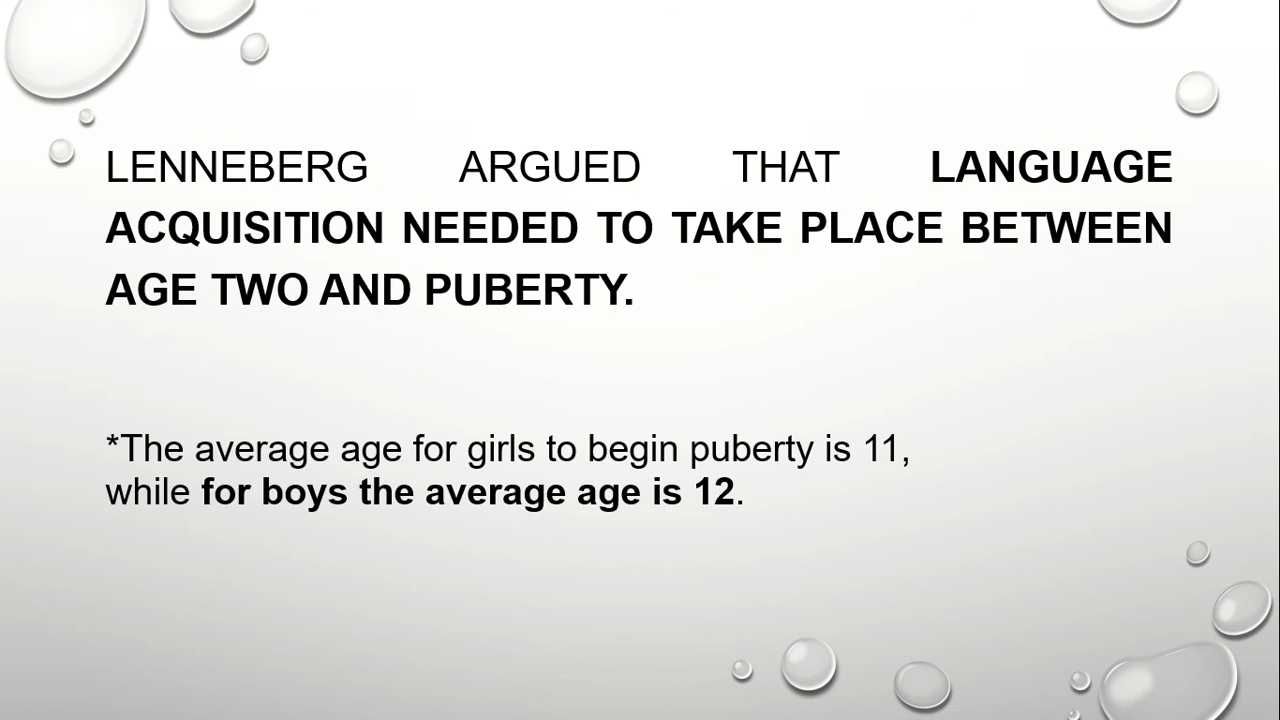 LENNEBERG ARGUED THAT LANGUAGE
ACQUISITION NEEDED TO TAKE PLACE BETWEEN
AGE TWO AND PUBERTY.
*The average age for girls to begin puberty is 11,
while for boys the average age is 12.